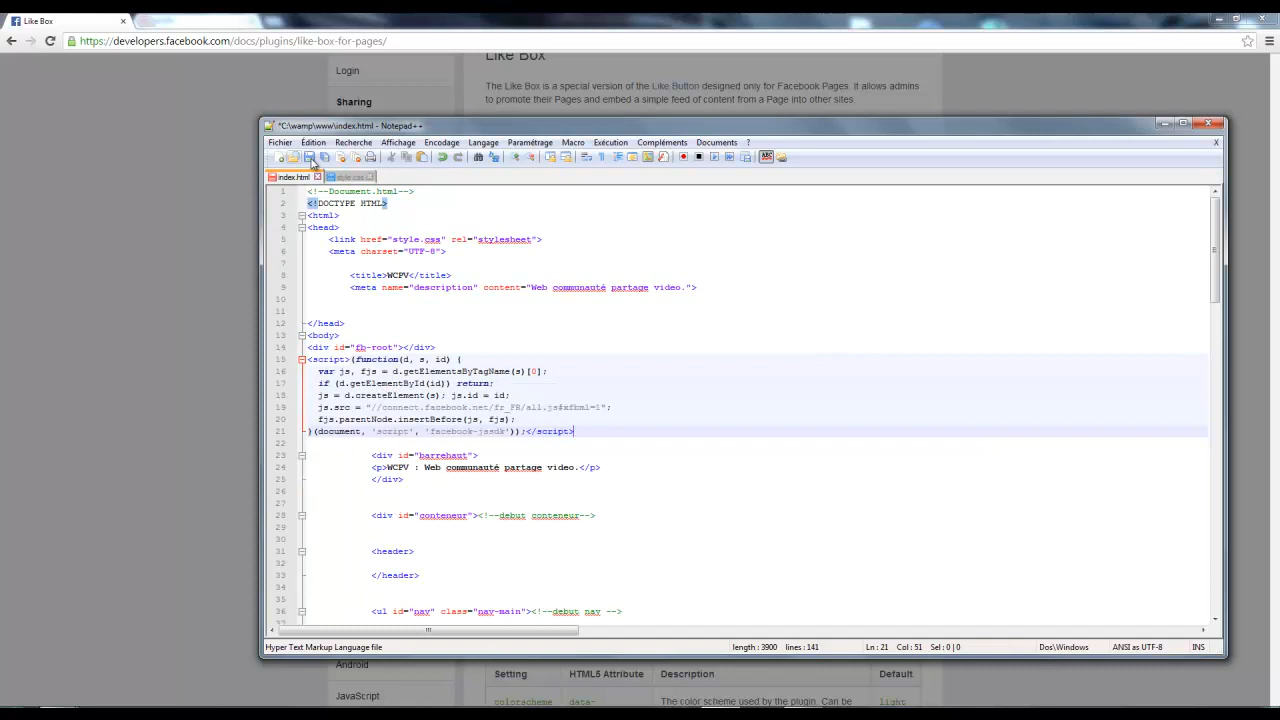 Like Box
https://developers.facebook.com/docs/plugins/like-box-for-pages/
Login
Sharing
Like Box
The Like Box is a special version of the Like Button designed only for Facebook Pages. It allows admins
to promote their Pages and embed a simple feed of content from a Page into other sites.
*C:\wamp\www\index.html - Notepad++
Fichier Édition Recherche Affichage Encodage Langage Paramétrage Macro Exécution Compléments Documents ? X
index.html style.css
1 <!--Document.html-->
2 <!DOCTYPE HTML>
3 <html>
4 <head>
5 <link href="style.css" rel="stylesheet">
6 <meta charset="UTF-8">
7
8 <title>WCPV</title>
9 <meta name="description" content="Web communauté partage video.">
10
11
12 </head>
13 <body>
14 <div id="fb-root"></div>
15 <script>(function(d, s, id) {
16 var js, fjs = d.getElementsByTagName(s)[0];
17 if (d.getElementById(id)) return;
18 js = d.createElement(s); js.id = id;
19 js.src = "//connect.facebook.net/fr_FR/all.js#xfbml=1";
20 fjs.parentNode.insertBefore(js, fjs);
21 }(document, 'script', 'facebook-jssdk'));</script>
22
23 <div id="barrehaut">
24 <p>WCPV : Web communauté partage video.</p>
25 </div>
26
27
28 <div id="conteneur"><!--debut conteneur-->
29
30
31 <header>
32
33 </header>
34
35
36 <ul id="nav" class="nav-main"><!--debut nav -->
Hyper Text Markup Language file length : 3900 lines : 141 Ln : 21 Col : 51 Sel : 0 | 0 Dos\Windows ANSI as UTF-8 INS
Android
JavaScript
Setting HTML5 Attribute Description Default
colorscheme data- The color scheme used by the plugin. Can be light